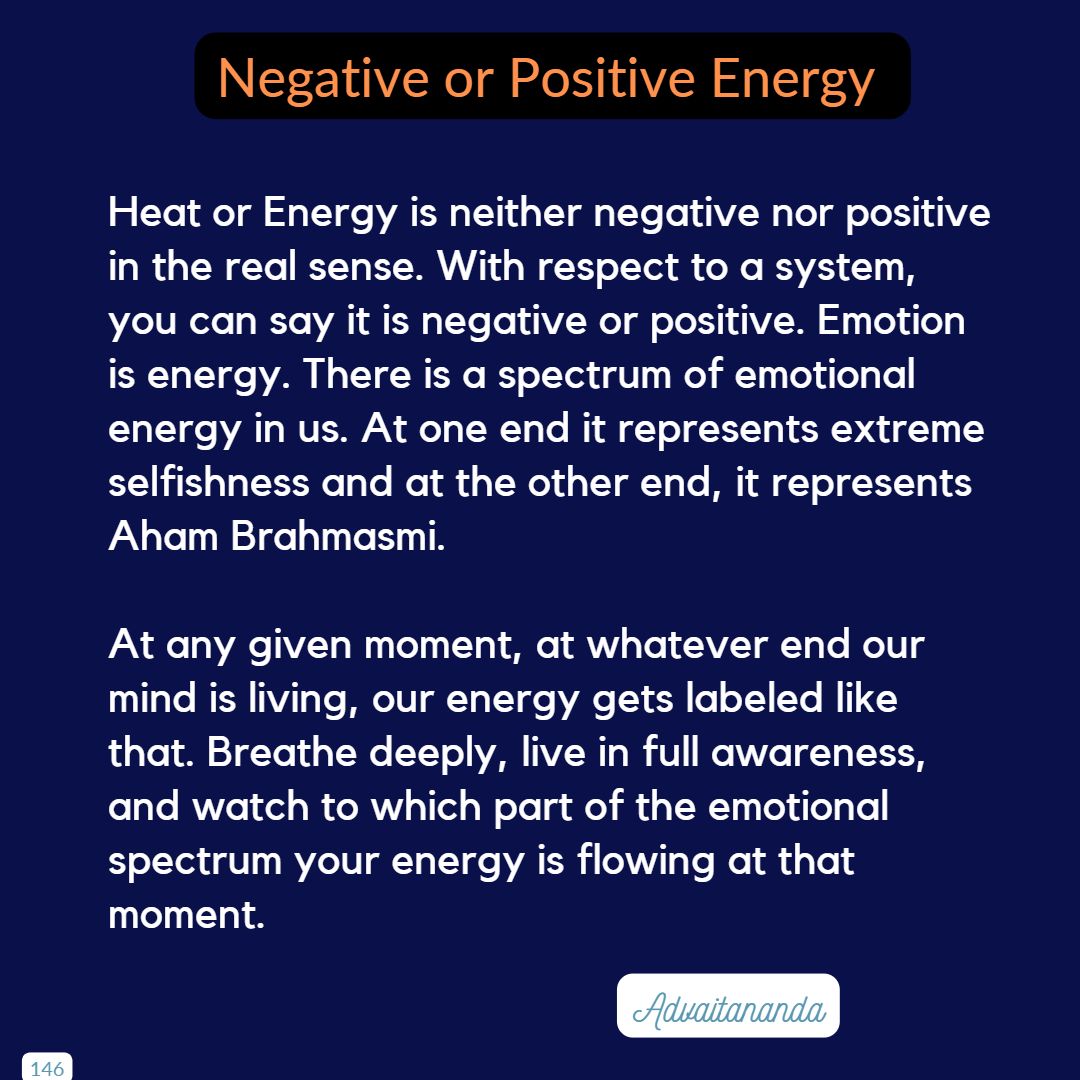 Negative or Positive Energy
Heat or Energy is neither negative nor positive
in the real sense. With respect to a system,
you can say it is negative or positive. Emotion
is energy. There is a spectrum of emotional
energy in us. At one end it represents extreme
selfishness and at the other end, it represents
Aham Brahmasmi.
At any given moment, at whatever end our
mind is living, our energy gets labeled like
that. Breathe deeply, live in full awareness,
and watch to which part of the emotional
spectrum your energy is flowing at that
moment.
Advaitananda
146